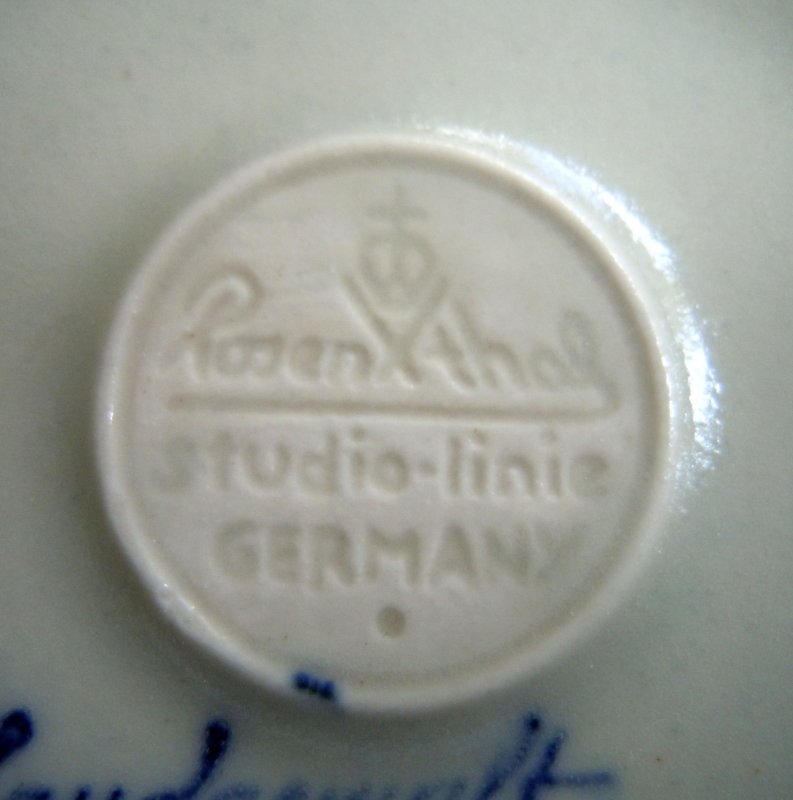 Rosenthal
studio-linie
GERMANY